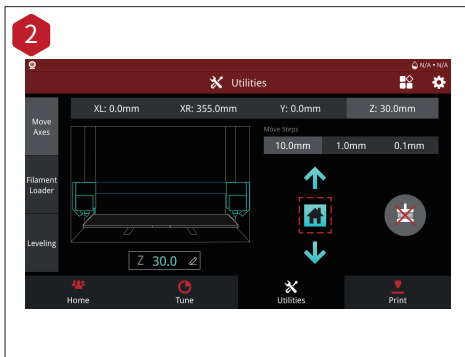 2
N/A • N/A
Utilities
Move Axes
XL: 0.0mm
XR: 355.0mm
Y: 0.0mm
Z: 30.0mm
Move Steps
10.0mm
1.0mm
0.1mm
Filament Loader
Leveling
Z 30.0
Home
Tune
Utilities
Print